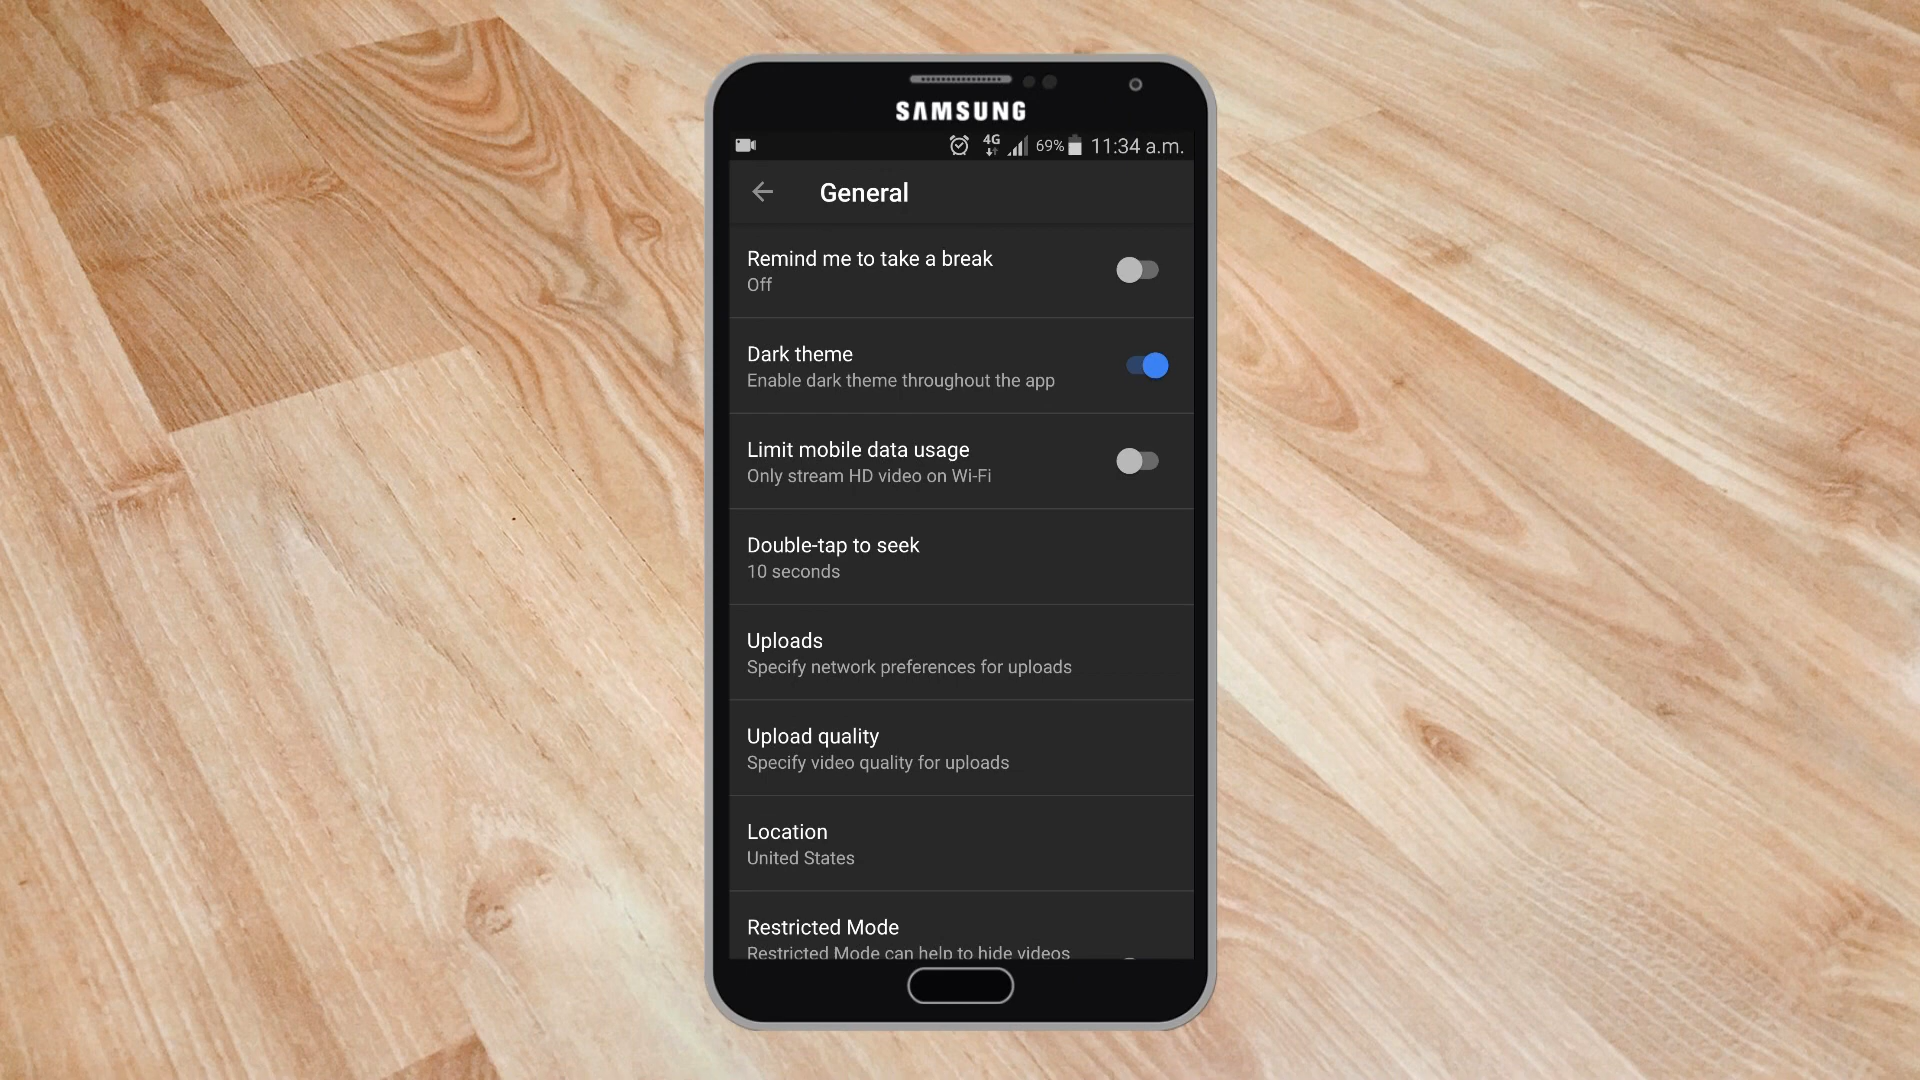 SAMSUNG
4G 69% 11:34 a.m.
General
Remind me to take a break
Off
Dark theme
Enable dark theme throughout the app
Limit mobile data usage
Only stream HD video on Wi-Fi
Double-tap to seek
10 seconds
Uploads
Specify network preferences for uploads
Upload quality
Specify video quality for uploads
Location
United States
Restricted Mode
Restricted Mode can help to hide videos